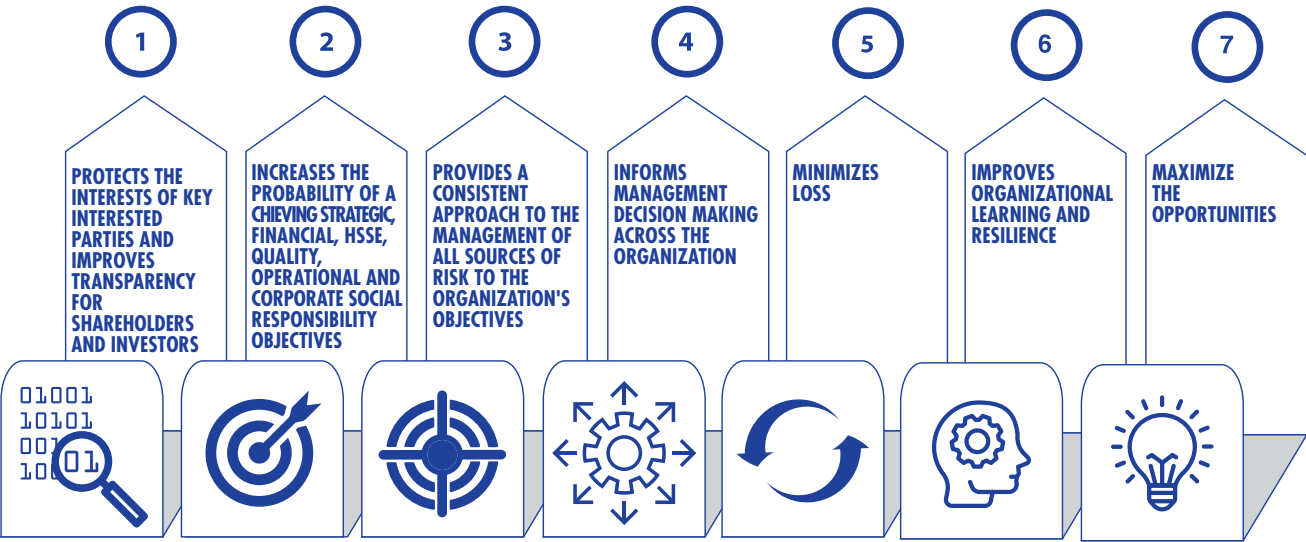 1
PROTECTS THE
INTERESTS OF KEY
INTERESTED
PARTIES AND
IMPROVES
TRANSPARENCY
FOR
SHAREHOLDERS
AND INVESTORS
2
INCREASES THE
PROBABILITY OF A
CHIEVING STRATEGIC,
FINANCIAL, HSSE,
QUALITY,
OPERATIONAL AND
CORPORATE SOCIAL
RESPONSIBILITY
OBJECTIVES
3
PROVIDES A
CONSISTENT
APPROACH TO THE
MANAGEMENT OF
ALL SOURCES OF
RISK TO THE
ORGANIZATION'S
OBJECTIVES
4
INFORMS
MANAGEMENT
DECISION MAKING
ACROSS THE
ORGANIZATION
5
MINIMIZES
LOSS
6
IMPROVES
ORGANIZATIONAL
LEARNING AND
RESILIENCE
7
MAXIMIZE
THE
OPPORTUNITIES
01001
10101
001
10 01